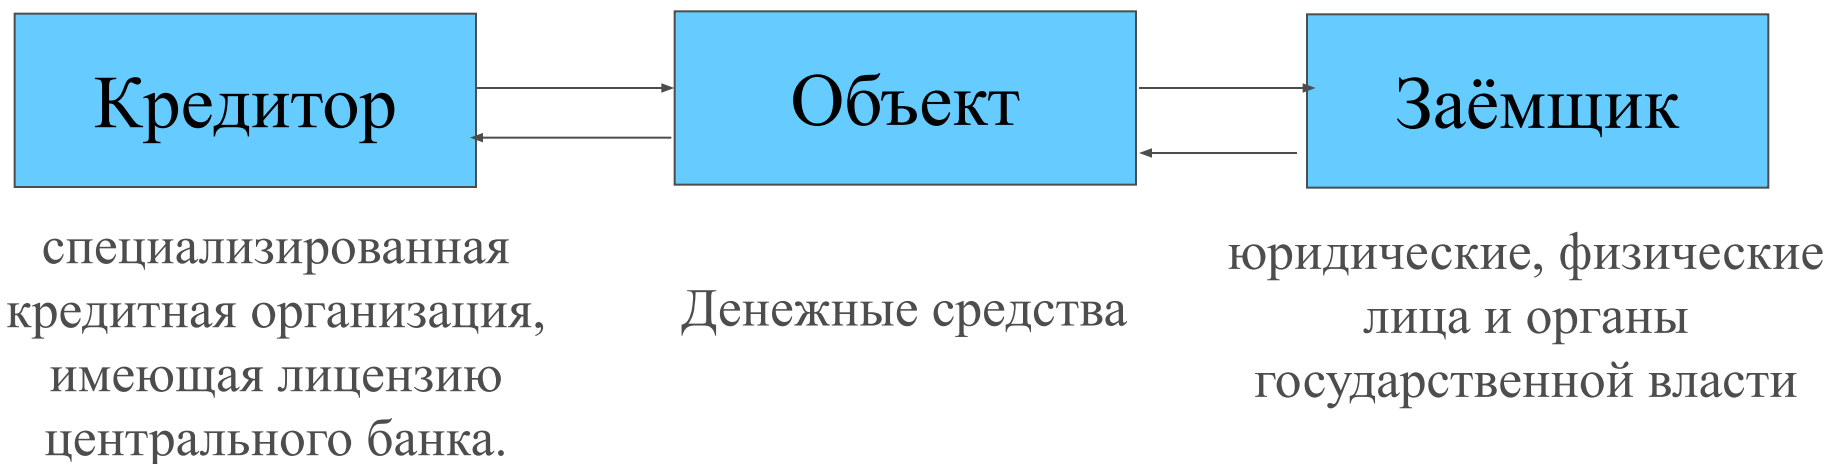 Кредитор
Объект
Заёмщик
специализированная
кредитная организация,
имеющая лицензию
центрального банка.
Денежные средства
юридические, физические
лица и органы
государственной власти